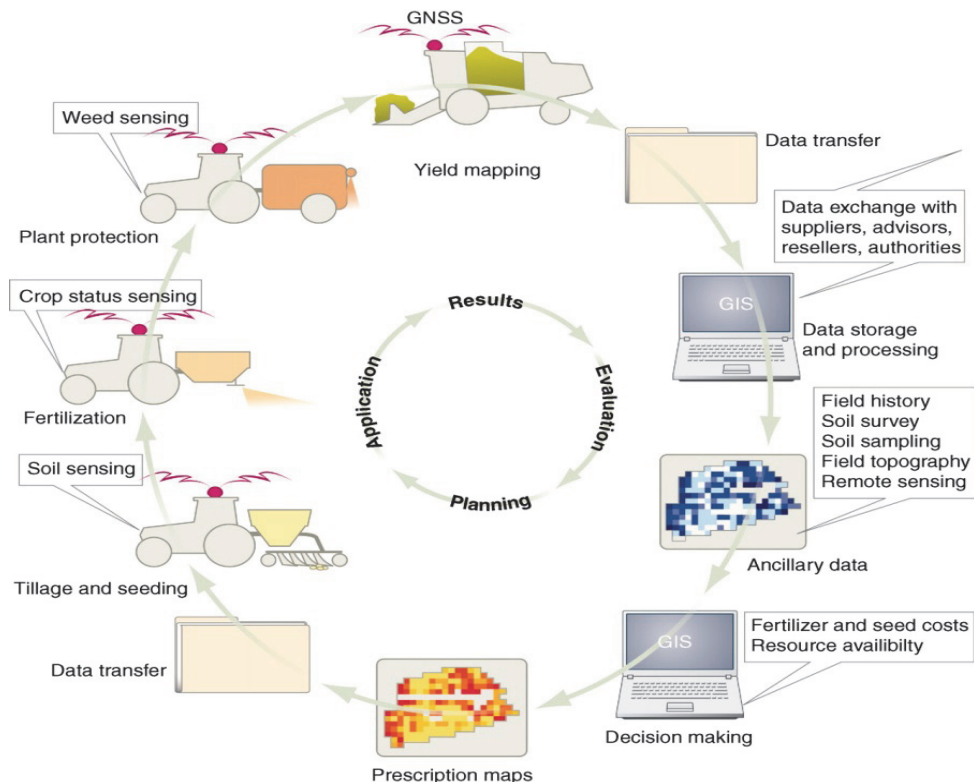 GNSS
Yield mapping
Data transfer
Data exchange with
suppliers, advisors,
resellers, authorities
GIS
Data storage
and processing
Field history
Soil survey
Soil sampling
Field topography
Remote sensing
Ancillary data
Fertilizer and seed costs
Resource availibilty
GIS
Decision making
Prescription maps
Data transfer
Tillage and seeding
Soil sensing
Fertilization
Crop status sensing
Plant protection
Weed sensing
Results
Evaluation
Planning
Application